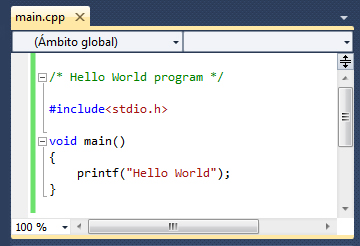 main.cpp
(Ámbito global)
/* Hello World program */
#include<stdio.h>
void main()
{
    printf("Hello World");
}
100 %